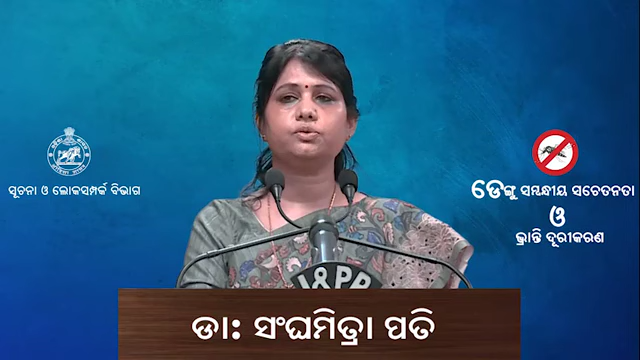 ସୂଚନା ଓ ଲୋକସମ୍ପର୍କ ବିଭାଗ
ଡେଙ୍ଗୁ ସମ୍ବନ୍ଧୀୟ ସଚେତନତା
ଓ
ଭ୍ରାନ୍ତି ଦୂରୀକରଣ
I&PR
ଡା: ସଂଘମିତ୍ରା ପତି